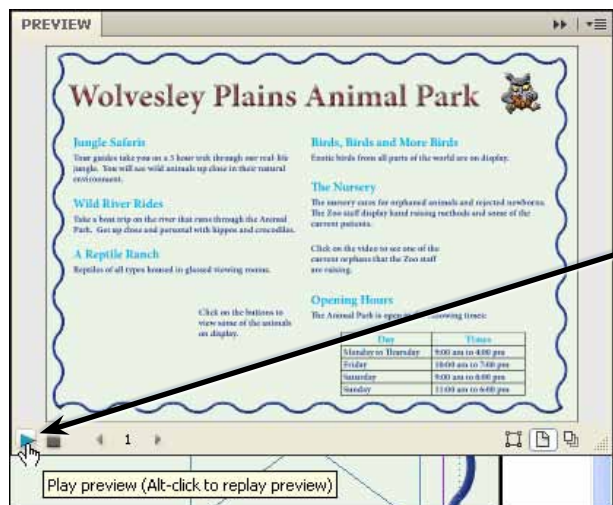 PREVIEW
Wolvesley Plains Animal Park
Jungle Safaris
Tour guides take you on a 3 hour trek through our real life
jungle. You will see wild animals up close in their natural
environment.
Wild River Rides
Take a boat trip on the river that runs through the Animal
Park. Get up close and personal with hippos and crocodiles.
A Reptile Ranch
Reptiles of all types housed in glassed viewing rooms.
Click on the buttons to
view some of the animals
on display.
Birds, Birds and More Birds
Exotic birds from all parts of the world are on display.
The Nursery
The nursery cares for orphaned animals and rejected newborns.
The Zoo staff display hand raising methods and some of the
current patients.
Click on the video to see one of the
current orphans that the Zoo staff
are raising.
Opening Hours
The Animal Park is open at the following times:
Day Times
Monday to Thursday 9:00 am to 4:00 pm
Friday 10:00 am to 7:00 pm
Saturday 9:00 am to 6:00 pm
Sunday 11:00 am to 6:00 pm
1
Play preview (Alt-click to replay preview)